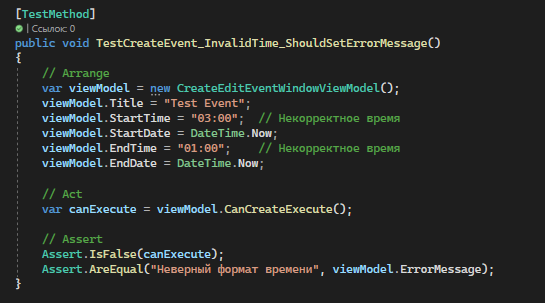 [TestMethod]
| Ссылок: 0
public void TestCreateEvent_InvalidTime_ShouldSetErrorMessage()
{
// Arrange
var viewModel = new CreateEditEventWindowViewModel();
viewModel.Title = "Test Event";
viewModel.StartTime = "03:00"; // Некорректное время
viewModel.StartDate = DateTime.Now;
viewModel.EndTime = "01:00"; // Некорректное время
viewModel.EndDate = DateTime.Now;
// Act
var canExecute = viewModel.CanCreateExecute();
// Assert
Assert.IsFalse(canExecute);
Assert.AreEqual("Неверный формат времени", viewModel.ErrorMessage);
}